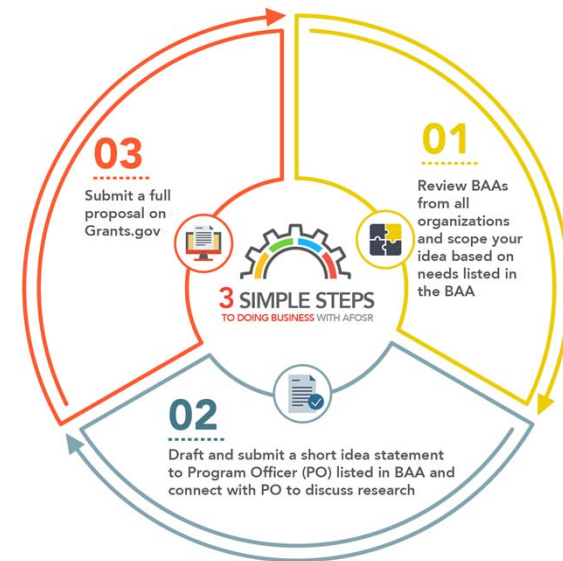 3 SIMPLE STEPS
TO DOING BUSINESS WITH AFOSR
01
Review BAAs
from all
organizations
and scope your
idea based on
needs listed in
the BAA
02
Draft and submit a short idea statement
to Program Officer (PO) listed in BAA and
connect with PO to discuss research
03
Submit a full
proposal on
Grants.gov